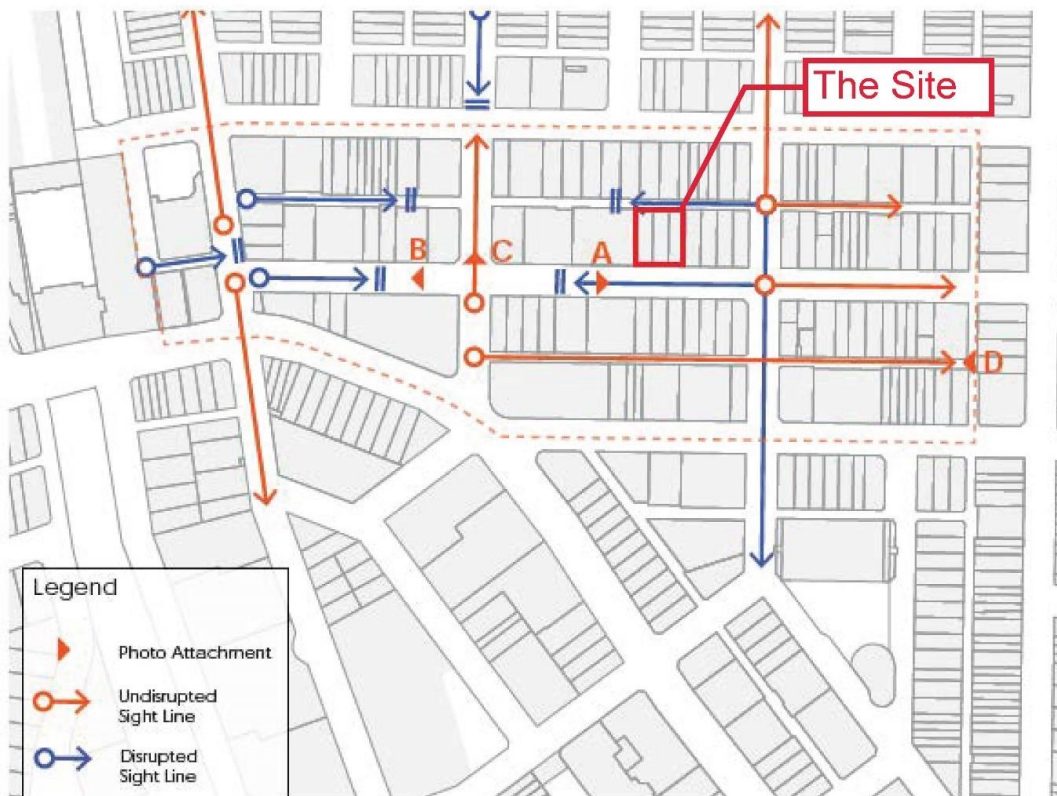 The Site
B
C
A
D
Legend
Photo Attachment
Undisrupted
Sight Line
Disrupted
Sight Line